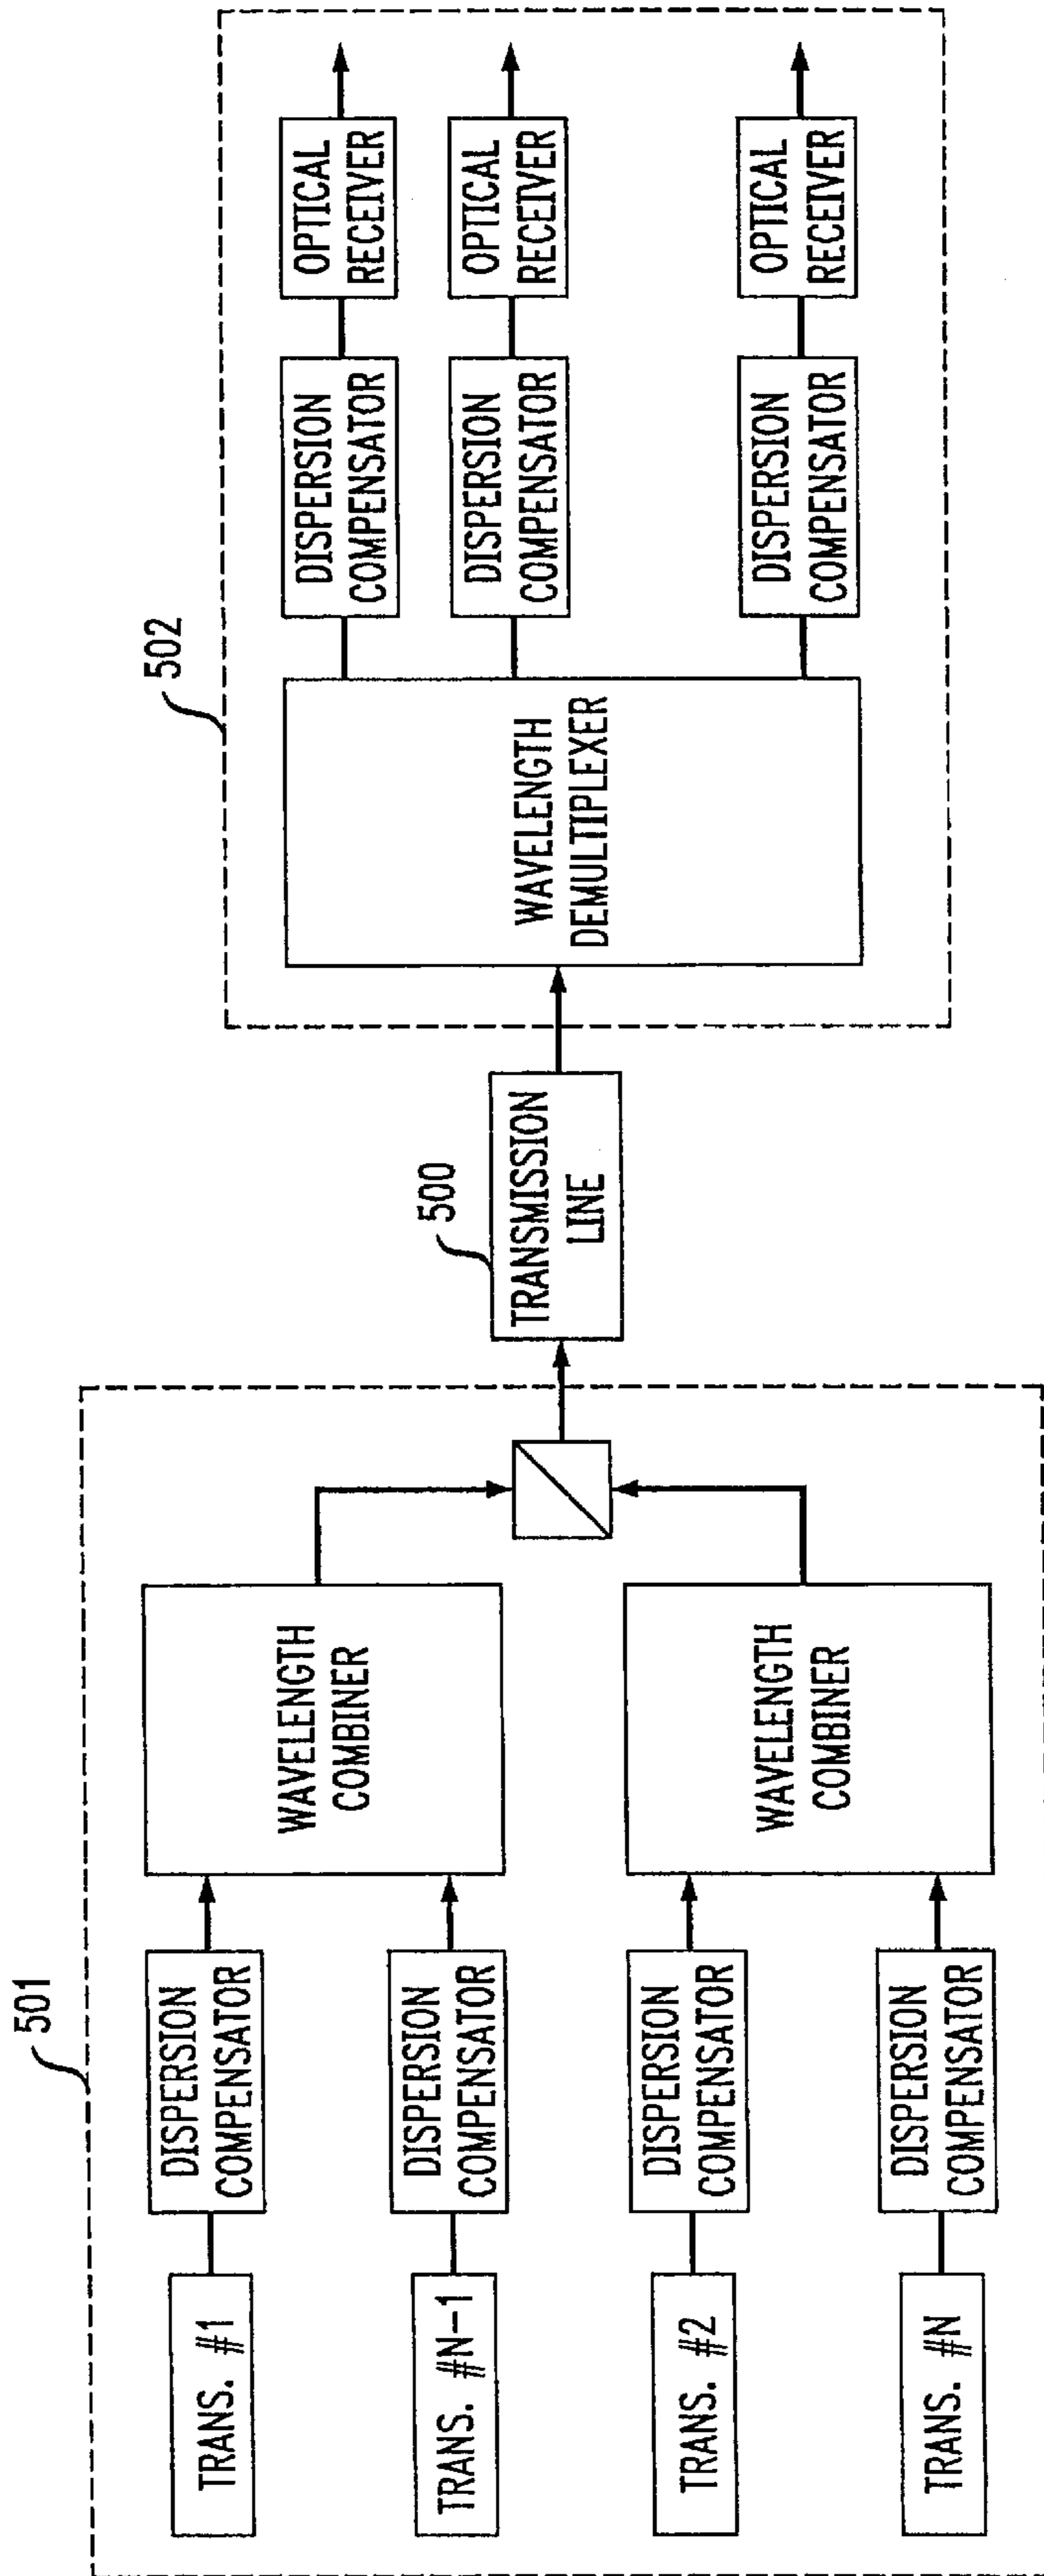 501
TRANS. #1
DISPERSION
COMPENSATOR
TRANS. #N-1
DISPERSION
COMPENSATOR
WAVELENGTH
COMBINER
TRANS. #2
DISPERSION
COMPENSATOR
TRANS. #N
DISPERSION
COMPENSATOR
WAVELENGTH
COMBINER
500
TRANSMISSION
LINE
502
WAVELENGTH
DEMULTIPLEXER
DISPERSION
COMPENSATOR
OPTICAL
RECEIVER
DISPERSION
COMPENSATOR
OPTICAL
RECEIVER
DISPERSION
COMPENSATOR
OPTICAL
RECEIVER